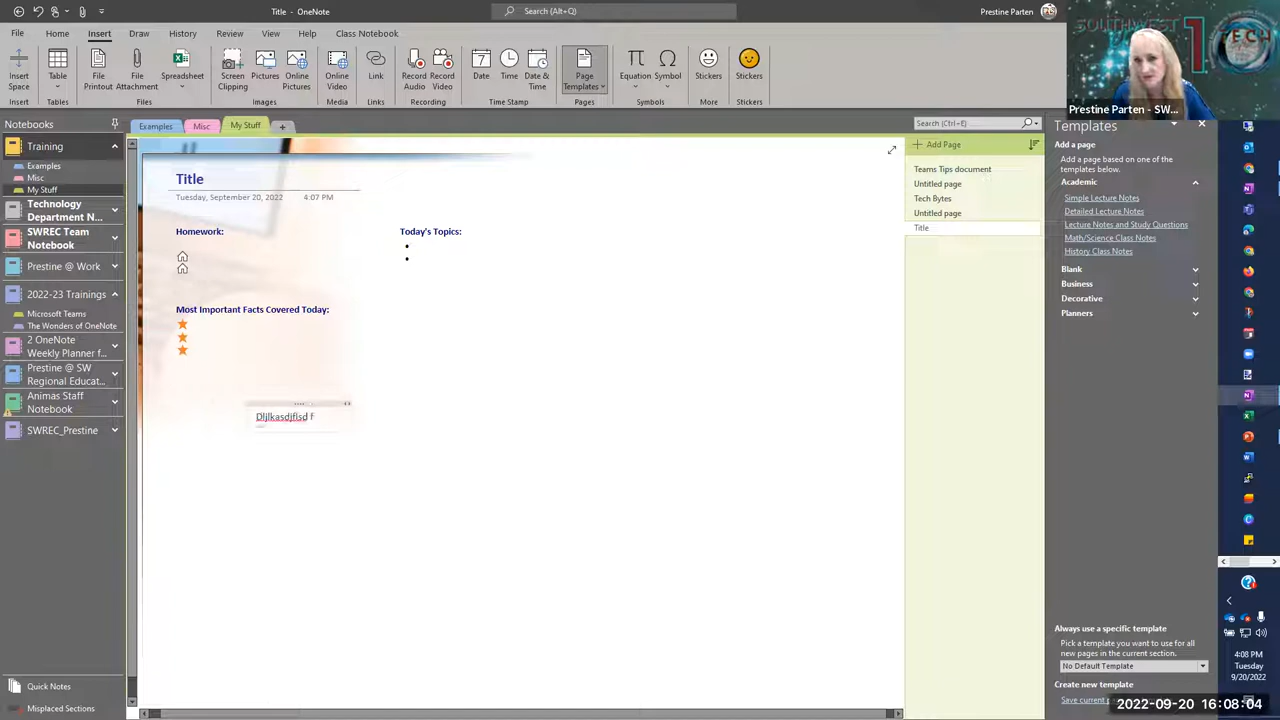 Title - OneNote
Search (Alt+Q)
Prestine Parten
File Home Insert Draw History Review View Help Class Notebook
Insert Space
Table
File Printout
File Attachment
Spreadsheet
Screen Clipping
Pictures
Online Pictures
Online Video
Link
Record Audio
Record Video
Date
Time
Date & Time
Page Templates
Equation
Symbol
Stickers
Stickers
Insert Tables Files Images Media Links Recording Time Stamp Pages Symbols More Stickers
SOUTHWEST 1 TECH
Prestine Parten - SW...
Notebooks
Examples Misc My Stuff
Search (Ctrl+E)
Training
Examples
Misc
My Stuff
Technology
Department N...
SWREC Team
Notebook
Prestine @ Work
2022-23 Trainings
Microsoft Teams
The Wonders of OneNote
2 OneNote
Weekly Planner f...
Prestine @ SW
Regional Educat...
Animas Staff
Notebook
SWREC_Prestine
Quick Notes
Misplaced Sections
Title
Tuesday, September 20, 2022 4:07 PM
Homework:
Today's Topics:
Most Important Facts Covered Today:
Dljlkasdjflsd f
Add Page
Teams Tips document
Untitled page
Tech Bytes
Untitled page
Title
Templates
Add a page
Add a page based on one of the
templates below.
Academic
Simple Lecture Notes
Detailed Lecture Notes
Lecture Notes and Study Questions
Math/Science Class Notes
History Class Notes
Blank
Business
Decorative
Planners
Always use a specific template
Pick a template you want to use for all
new pages in the current section.
No Default Template
Create new template
Save current
4:08 PM
Tuesday
9/20/2022
2022-09-20 16:08:04